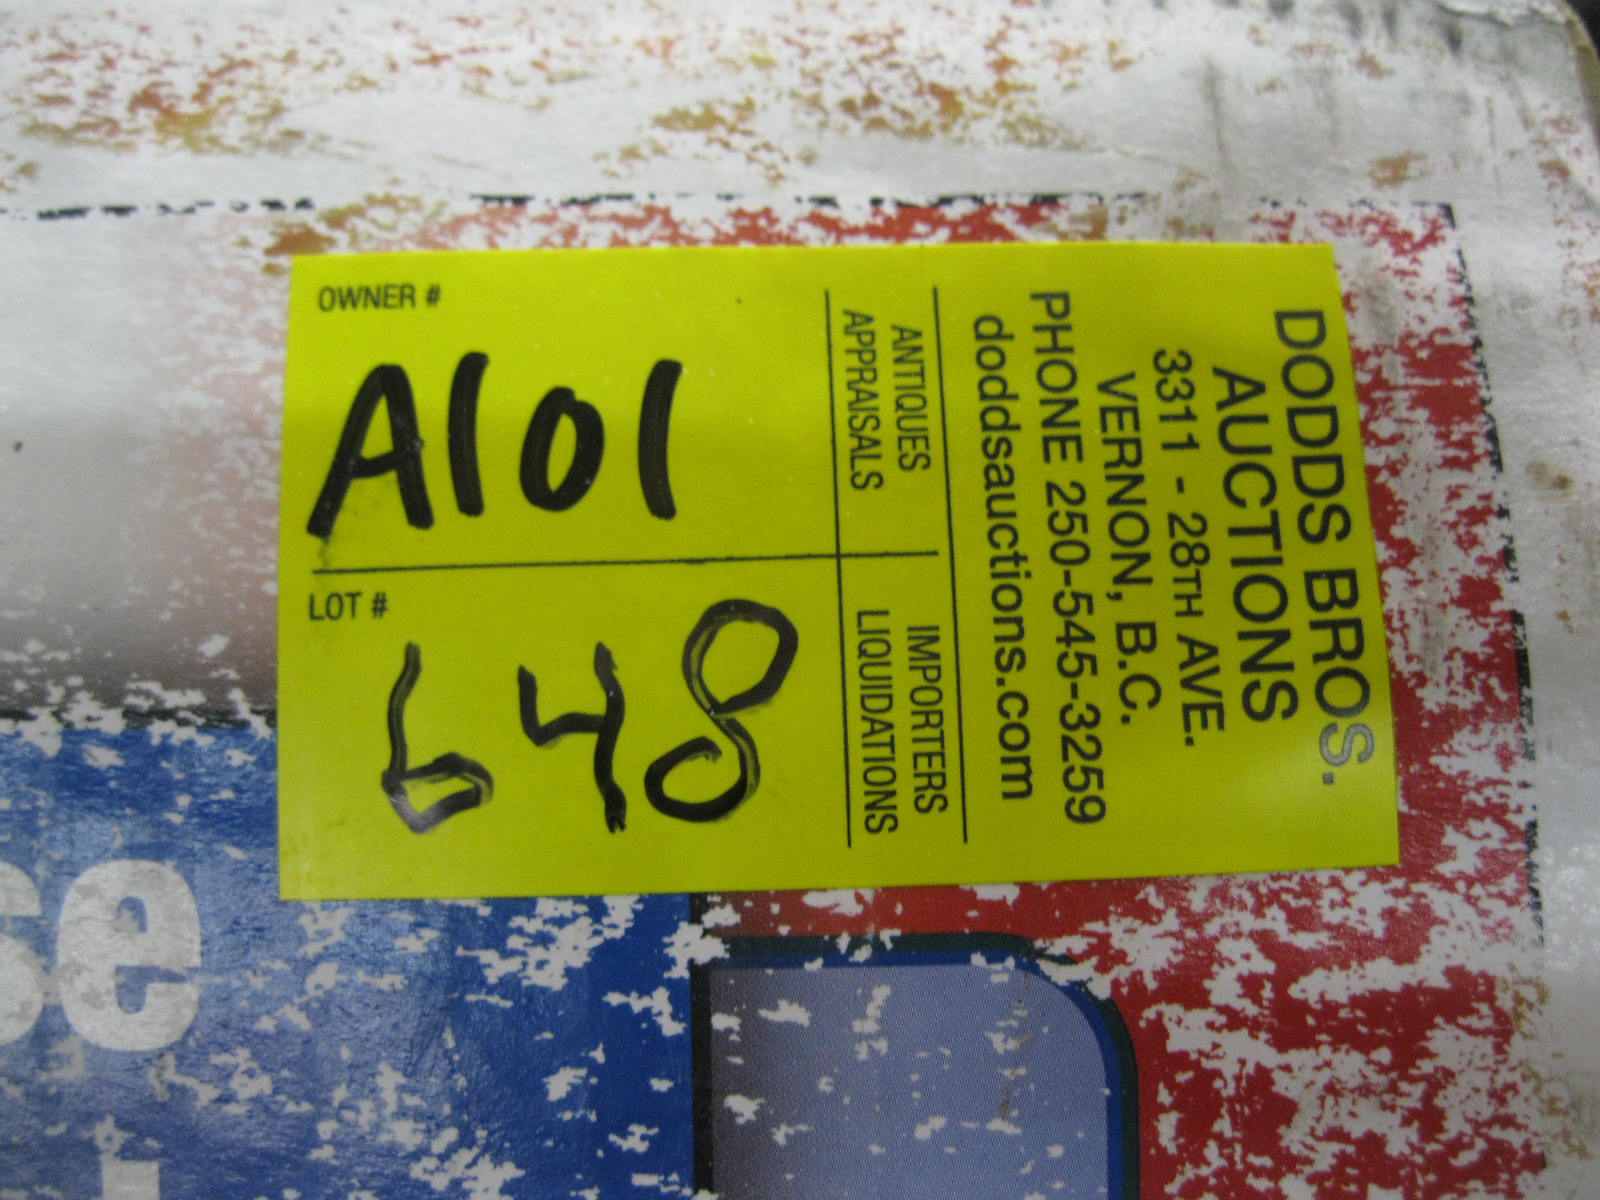 OWNER #
A101
LOT #
648
DODDS BROS.
AUCTIONS
3311 - 28TH AVE.
VERNON, B.C.
PHONE 250-545-3259
doddsauctions.com
ANTIQUES
APPRAISALS
IMPORTERS
LIQUIDATIONS
se